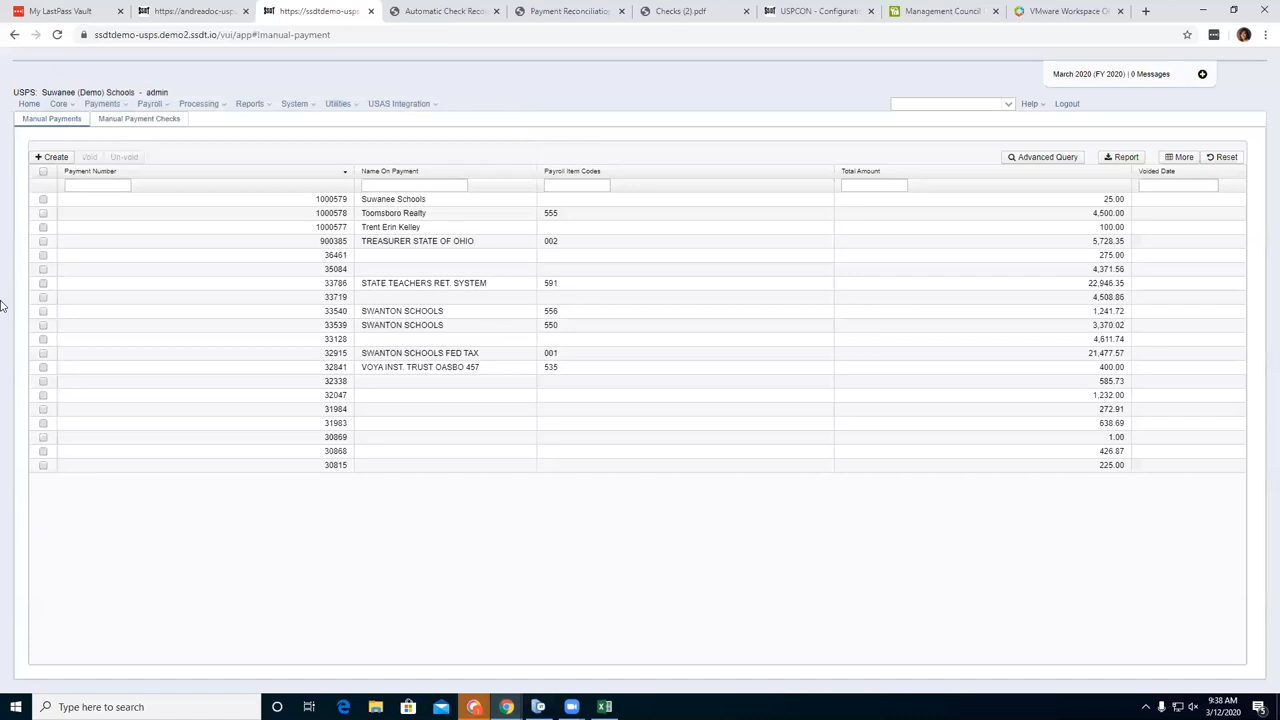 My LastPass Vault
https://andreadoc-usps
https://ssdtdemo-usps.demo2.ssdt.io
Automatic Check Reco
Payment Reconciliatio
Checks (2).pdf
USPCON - Configurati
Management Council
VMware Workspace O
ssdtdemo-usps.demo2.ssdt.io/vui/app#!manual-payment
March 2020 (FY 2020) | 0 Messages
USPS: Suwanee (Demo) Schools - admin
Home Core Payments Payroll Processing Reports System Utilities USAS Integration Help Logout
Manual Payments Manual Payment Checks
Create Void Un-void Advanced Query Report More Reset
Payment Number Name On Payment Payroll Item Codes Total Amount Voided Date
1000579 Suwanee Schools 25.00
1000578 Toomsboro Realty 555 4,500.00
1000577 Trent Erin Kelley 100.00
900385 TREASURER STATE OF OHIO 002 5,728.35
36461 275.00
35084 4,371.56
33786 STATE TEACHERS RET. SYSTEM 591 22,946.35
33719 4,508.86
33540 SWANTON SCHOOLS 556 1,241.72
33539 SWANTON SCHOOLS 550 3,370.02
33128 4,611.74
32915 SWANTON SCHOOLS FED TAX 001 21,477.57
32841 VOYA INST. TRUST OASBO 457 535 400.00
32338 585.73
32047 1,232.00
31984 272.91
31983 638.69
30869 1.00
30868 426.87
30815 225.00
Type here to search
9:38 AM
3/12/2020